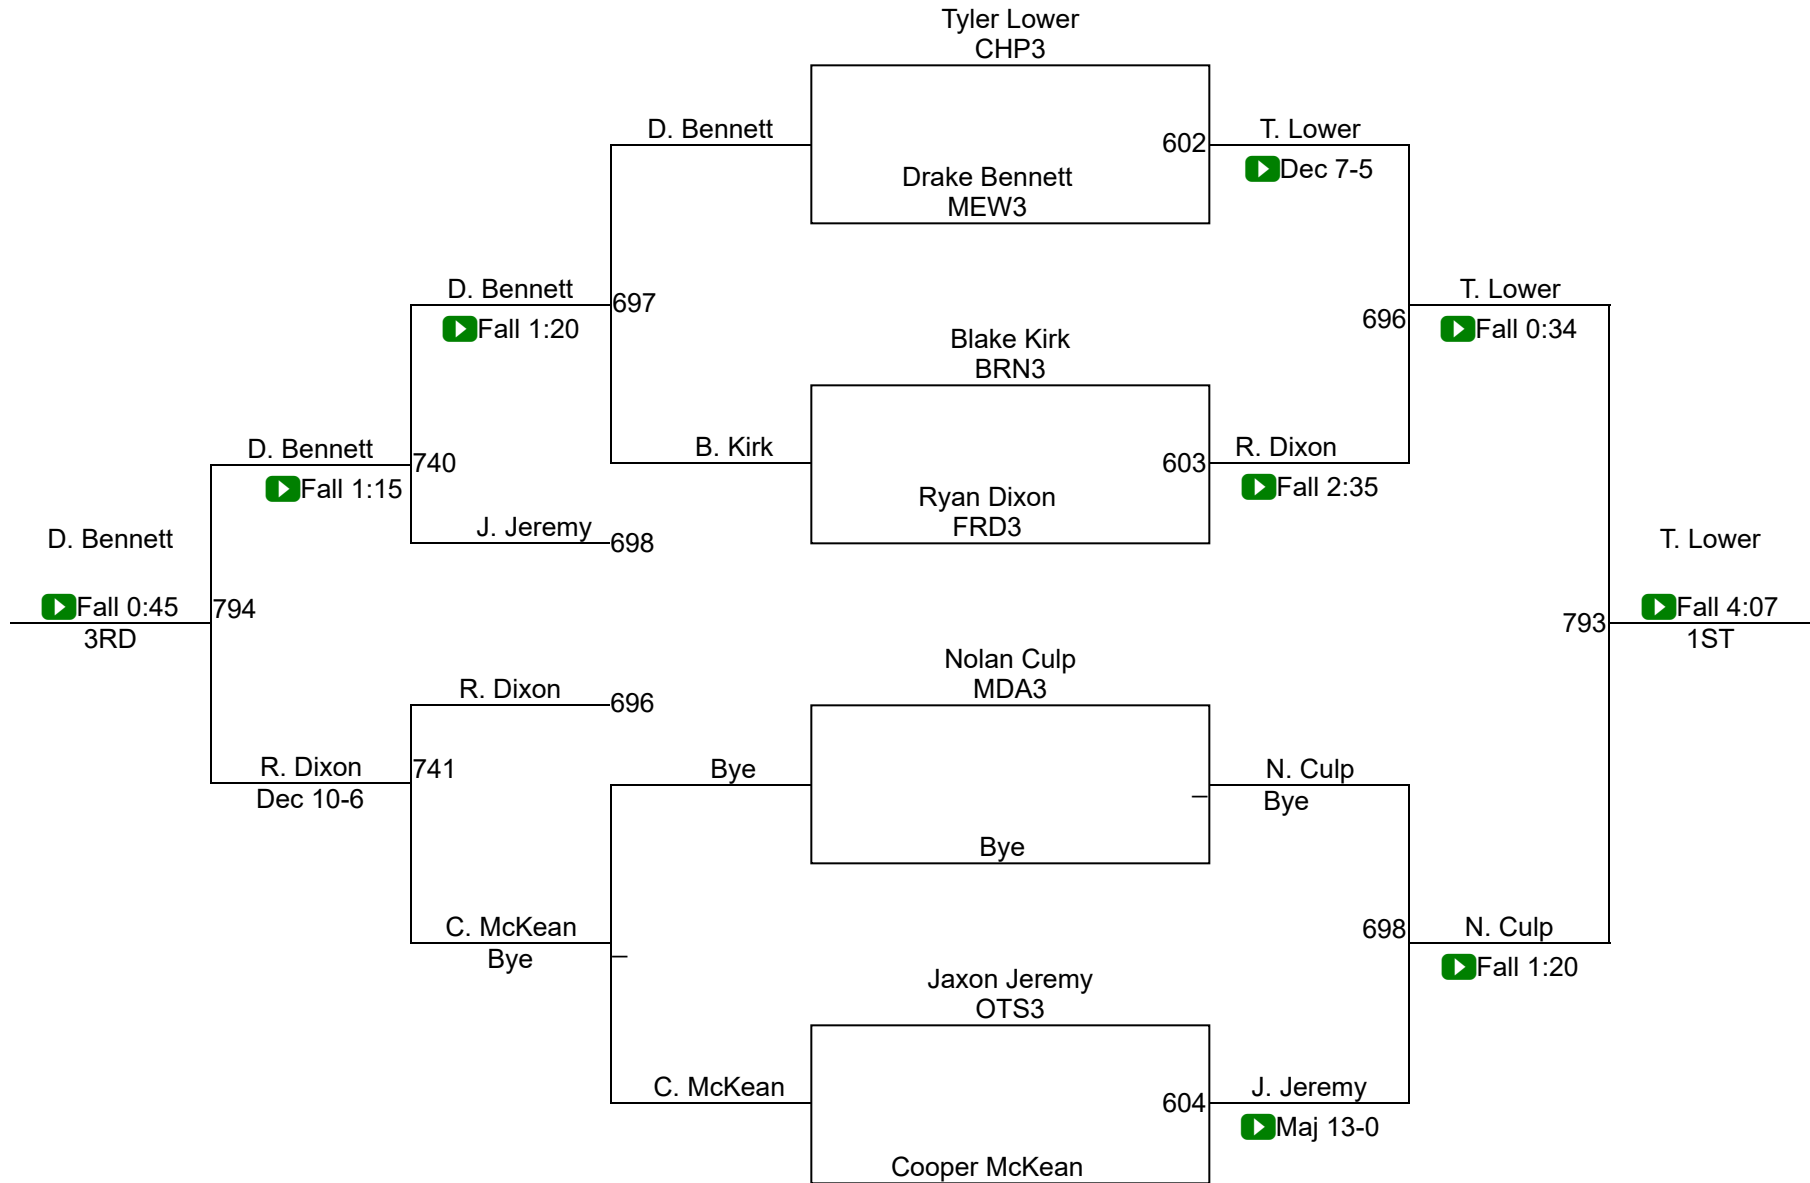 Tyler Lower
CHP3
D. Bennett
602
T. Lower
Dec 7-5
Drake Bennett
MEW3
D. Bennett
697
Fall 1:20
T. Lower
696
Fall 0:34
Blake Kirk
BRN3
D. Bennett
740
Fall 1:15
B. Kirk
603
R. Dixon
Fall 2:35
Ryan Dixon
FRD3
J. Jeremy
698
D. Bennett
Fall 0:45
794
3RD
T. Lower
793
Fall 4:07
1ST
Nolan Culp
MDA3
R. Dixon
696
R. Dixon
741
Dec 10-6
Bye
N. Culp
Bye
Bye
C. McKean
Bye
698
N. Culp
Fall 1:20
Jaxon Jeremy
OTS3
C. McKean
604
J. Jeremy
Maj 13-0
Cooper McKean